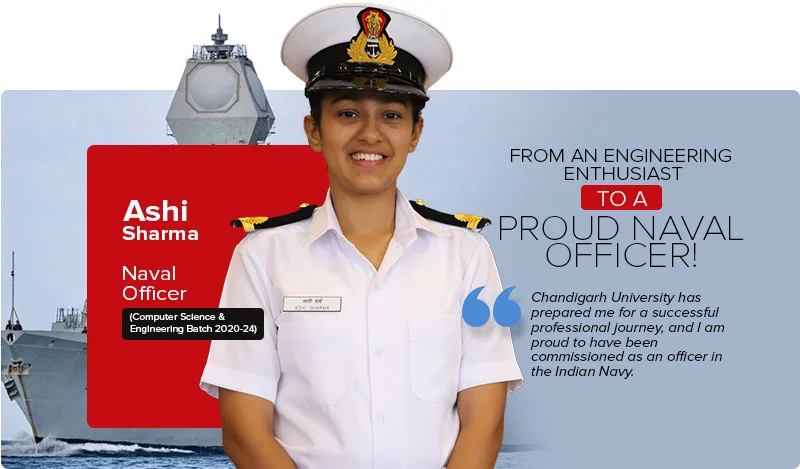 Ashi
Sharma
Naval
Officer
(Computer Science &
Engineering Batch 2020-24)
ASHI SHARMA
FROM AN ENGINEERING
ENTHUSIAST
TO A
PROUD NAVAL
OFFICER!
Chandigarh University has
prepared me for a successful
professional journey, and I am
proud to have been
commissioned as an officer in
the Indian Navy.